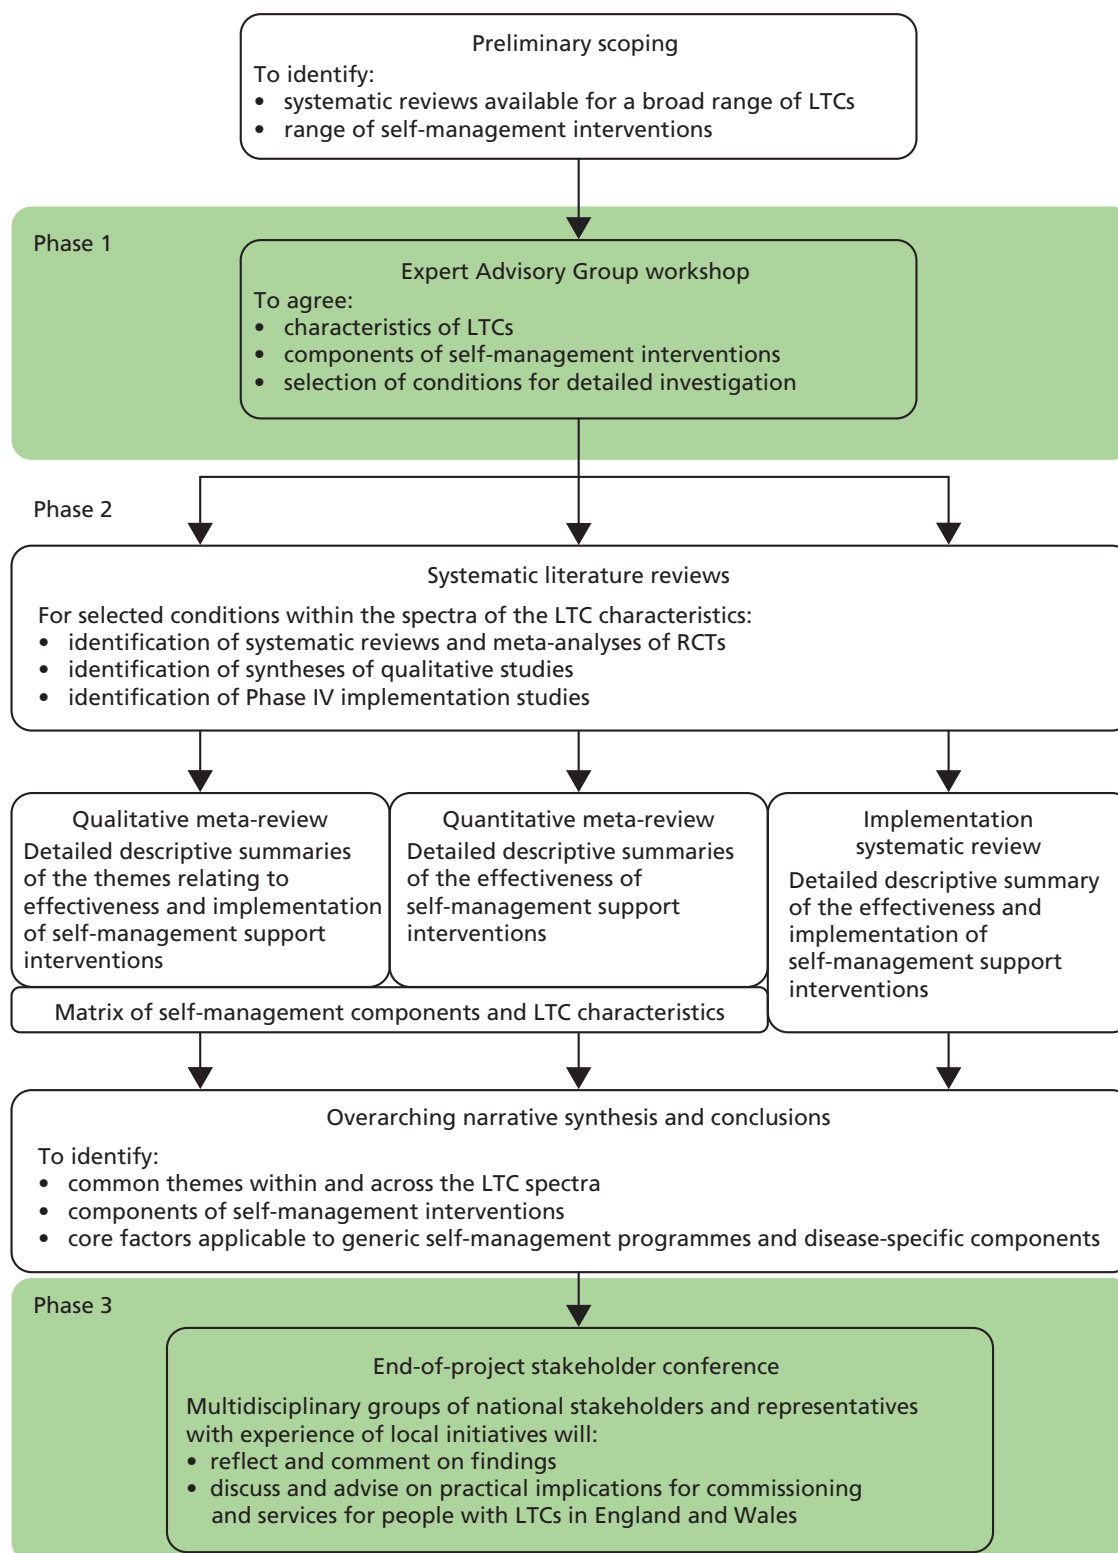 Preliminary scoping
To identify:
• systematic reviews available for a broad range of LTCs
• range of self-management interventions
Phase 1
Expert Advisory Group workshop
To agree:
• characteristics of LTCs
• components of self-management interventions
• selection of conditions for detailed investigation
Phase 2
Systematic literature reviews
For selected conditions within the spectra of the LTC characteristics:
• identification of systematic reviews and meta-analyses of RCTs
• identification of syntheses of qualitative studies
• identification of Phase IV implementation studies
Qualitative meta-review
Detailed descriptive summaries
of the themes relating to
effectiveness and implementation
of self-management support
interventions
Quantitative meta-review
Detailed descriptive summaries
of the effectiveness of
self-management support
interventions
Implementation
systematic review
Detailed descriptive summary
of the effectiveness and
implementation of
self-management support
interventions
Matrix of self-management components and LTC characteristics
Overarching narrative synthesis and conclusions
To identify:
• common themes within and across the LTC spectra
• components of self-management interventions
• core factors applicable to generic self-management programmes and disease-specific components
Phase 3
End-of-project stakeholder conference
Multidisciplinary groups of national stakeholders and representatives
with experience of local initiatives will:
• reflect and comment on findings
• discuss and advise on practical implications for commissioning
and services for people with LTCs in England and Wales